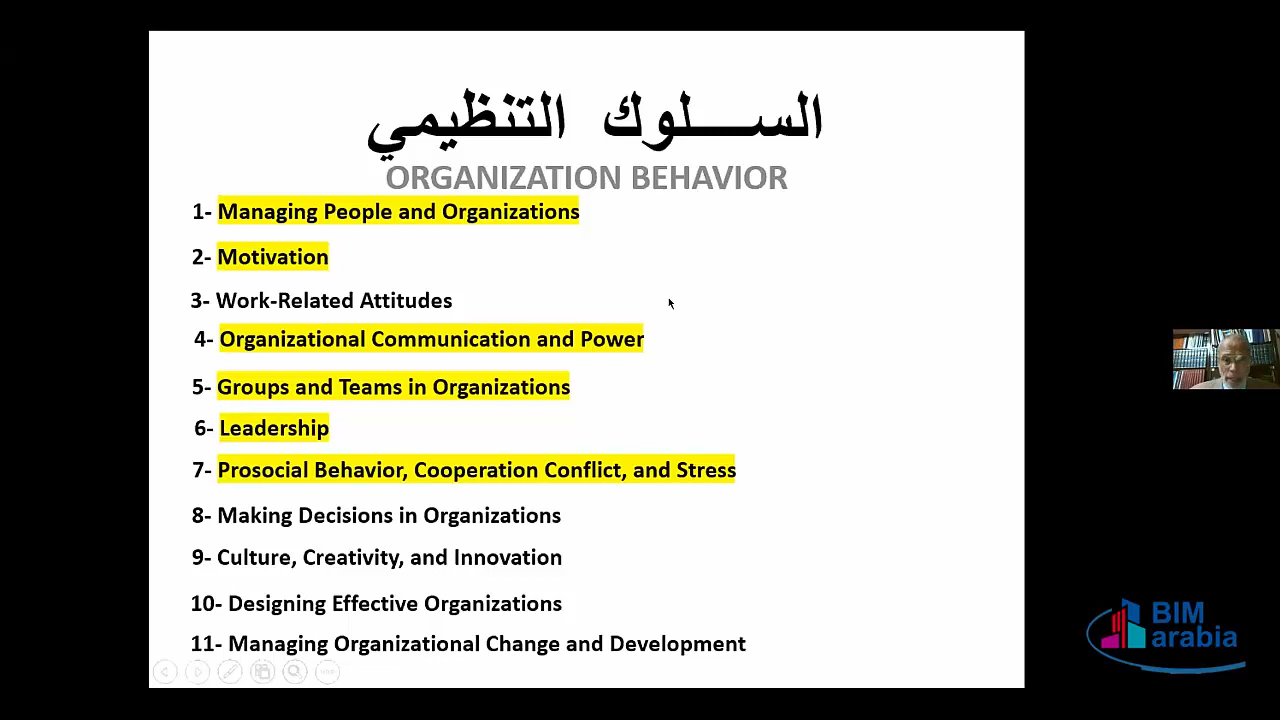 السلوك التنظيمي
ORGANIZATION BEHAVIOR
1- Managing People and Organizations
2- Motivation
3- Work-Related Attitudes
4- Organizational Communication and Power
5- Groups and Teams in Organizations
6- Leadership
7- Prosocial Behavior, Cooperation Conflict, and Stress
8- Making Decisions in Organizations
9- Culture, Creativity, and Innovation
10- Designing Effective Organizations
11- Managing Organizational Change and Development
BIM
arabia